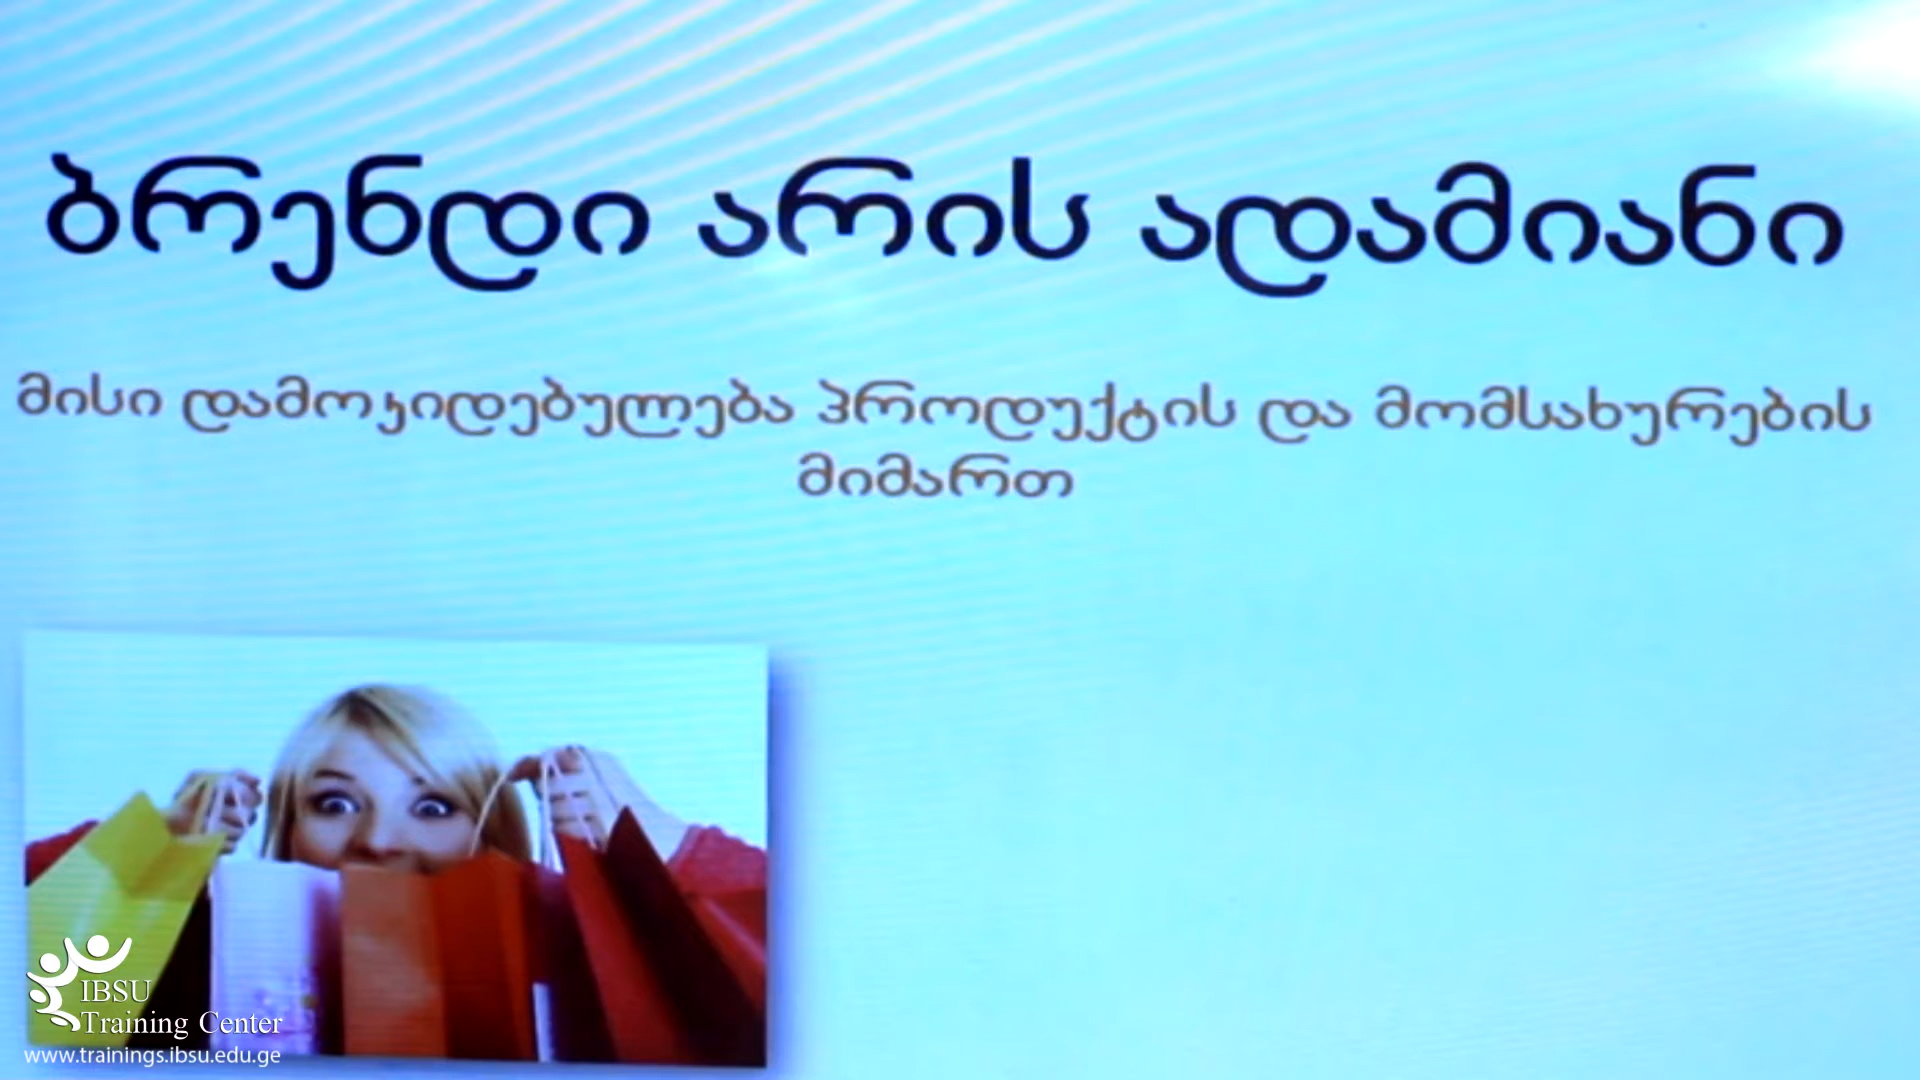 ბრენდი არის ადამიანი
მისი დამოკიდებულება პროდუქტის და მომსახურების
მიმართ
IBSU
Training Center
www.trainings.ibsu.edu.ge